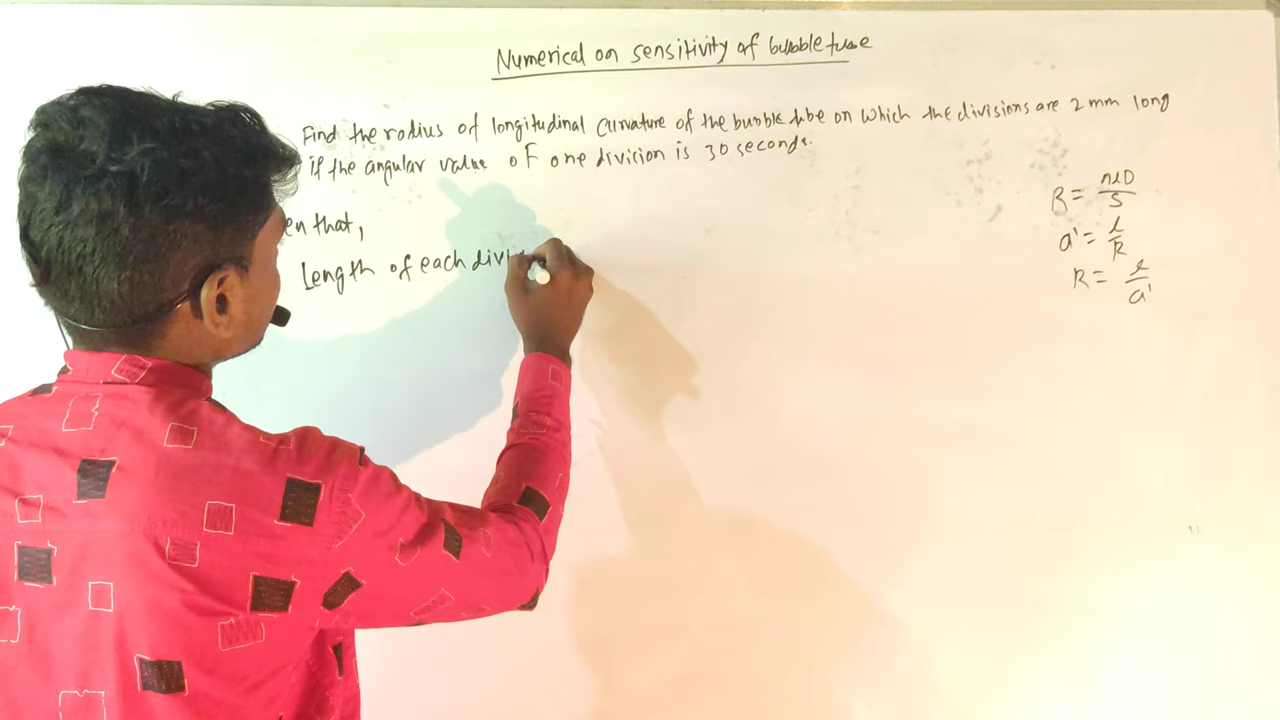 Numerical on sensitivity of bubble tube
Find the radius of longitudinal curvature of the bubble tube on which the divisions are 2 mm long
if the angular value of one division is 30 seconds.
en that,
Length of each divi
R = nlD/S
a' = l/R
R = l/a'